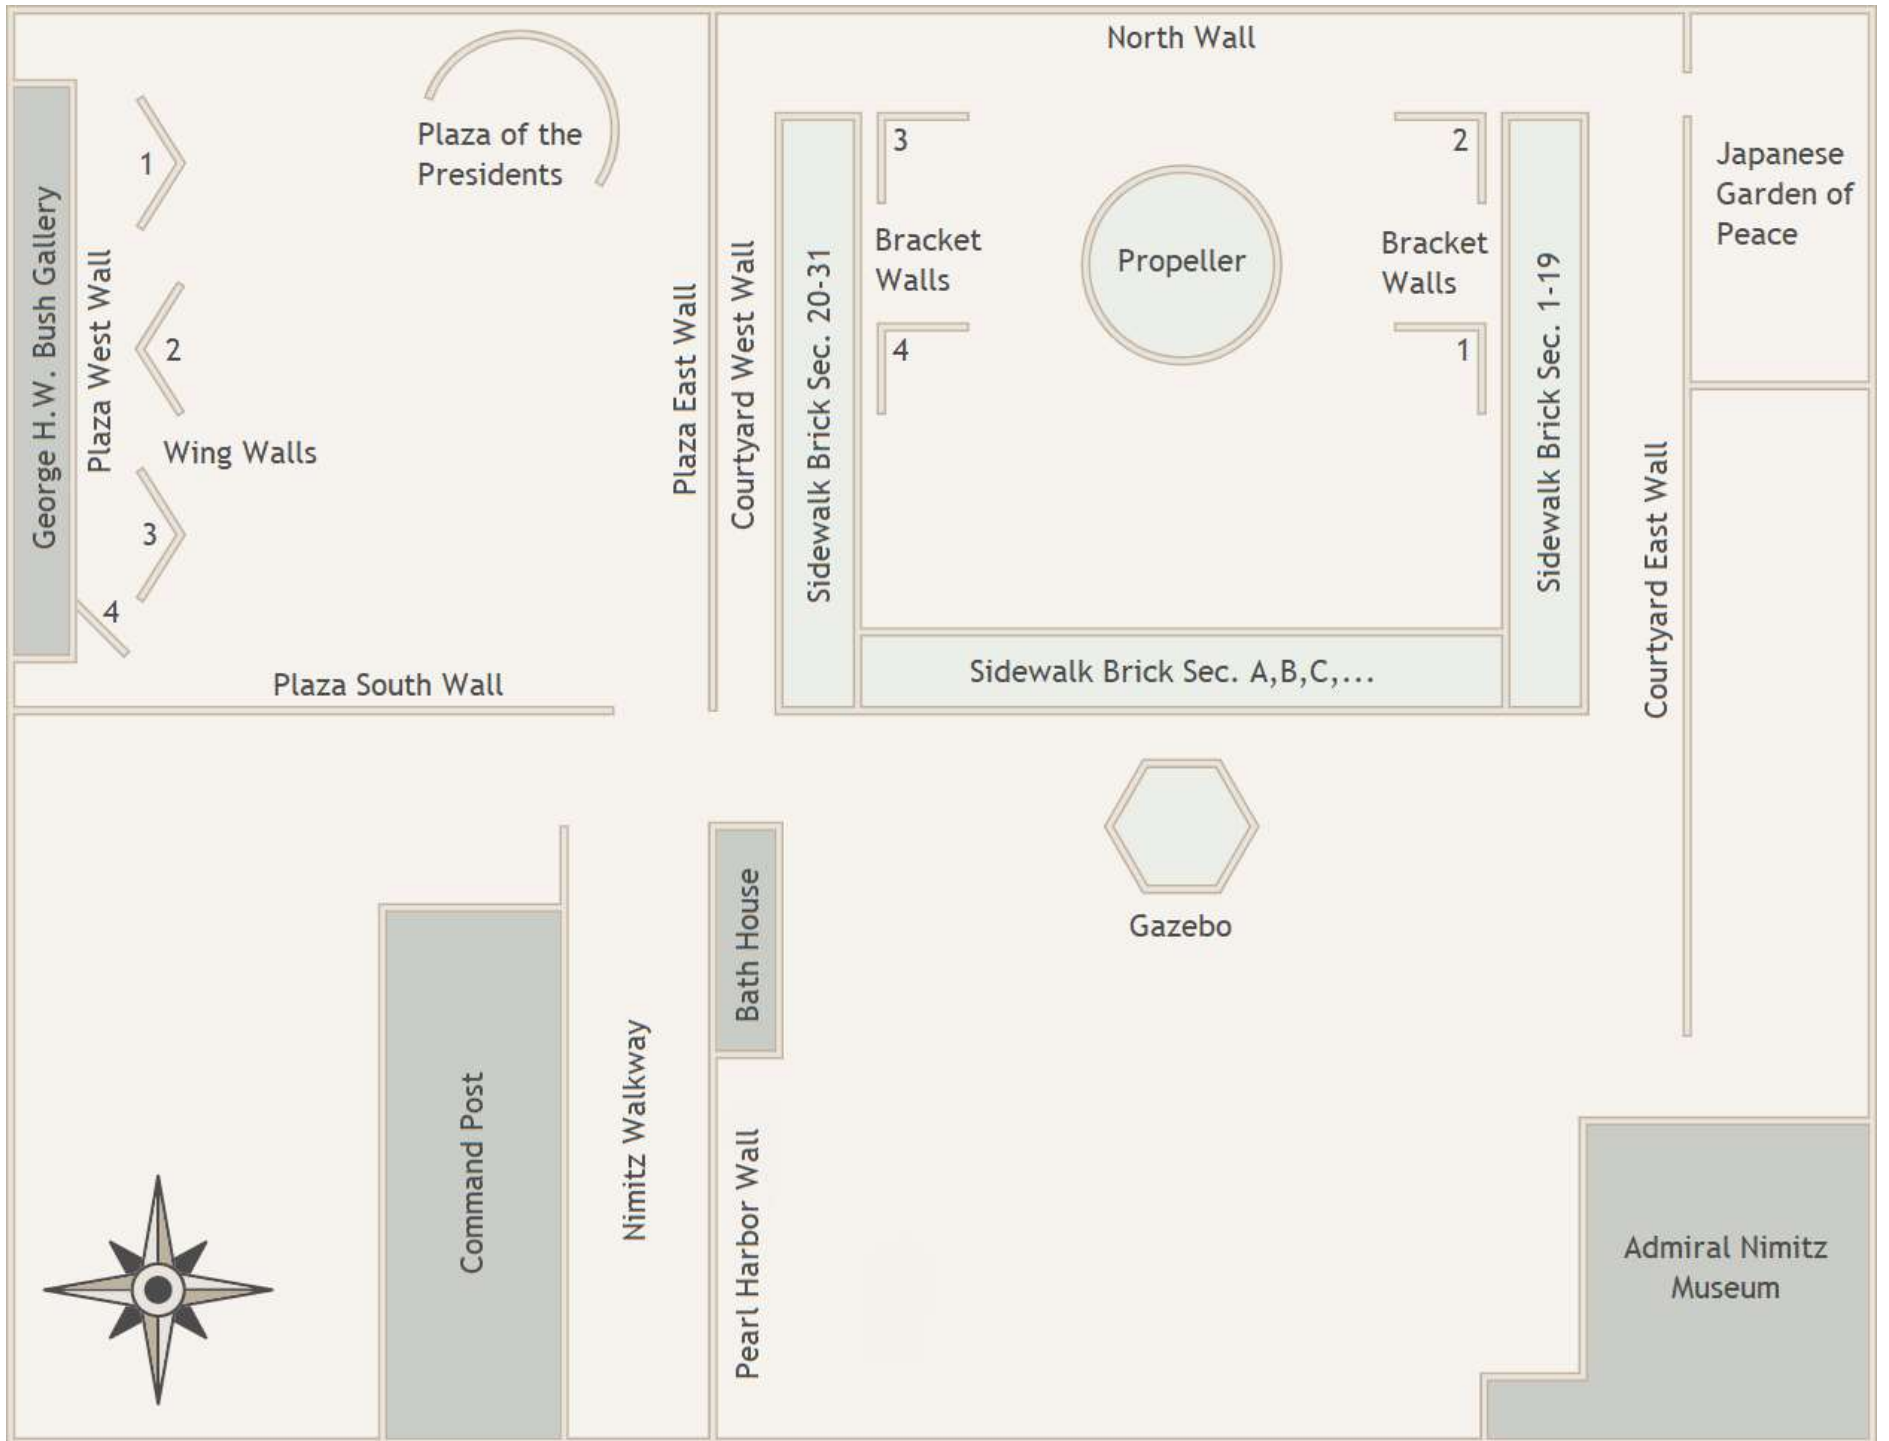 North Wall
Plaza of the
Presidents
1
2
Wing Walls
3
4
George H.W. Bush Gallery
Plaza West Wall
Plaza South Wall
Plaza East Wall
Courtyard West Wall
Sidewalk Brick Sec. 20-31
3
Bracket
Walls
4
Propeller
2
Bracket
Walls
1
Sidewalk Brick Sec. 1-19
Sidewalk Brick Sec. A,B,C,...
Courtyard East Wall
Japanese
Garden of
Peace
Gazebo
Bath House
Command Post
Nimitz Walkway
Pearl Harbor Wall
Admiral Nimitz
Museum